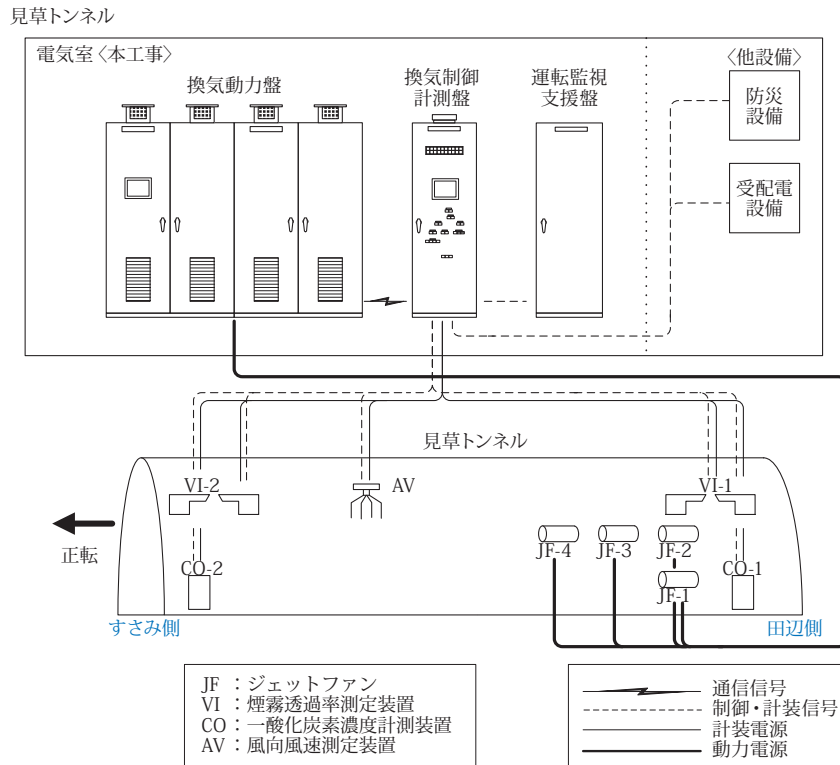 見草トンネル
電気室〈本工事〉
換気動力盤
換気制御
計測盤
運転監視
支援盤
〈他設備〉
防災
設備
受配電
設備
見草トンネル
VI-2
AV
VI-1
正転
JF-4
JF-3
JF-2
CO-2
JF-1
CO-1
すさみ側
田辺側
JF：ジェットファン
VI：煙霧透過率測定装置
CO：一酸化炭素濃度計測装置
AV：風向風速測定装置
通信信号
制御・計装信号
計装電源
動力電源